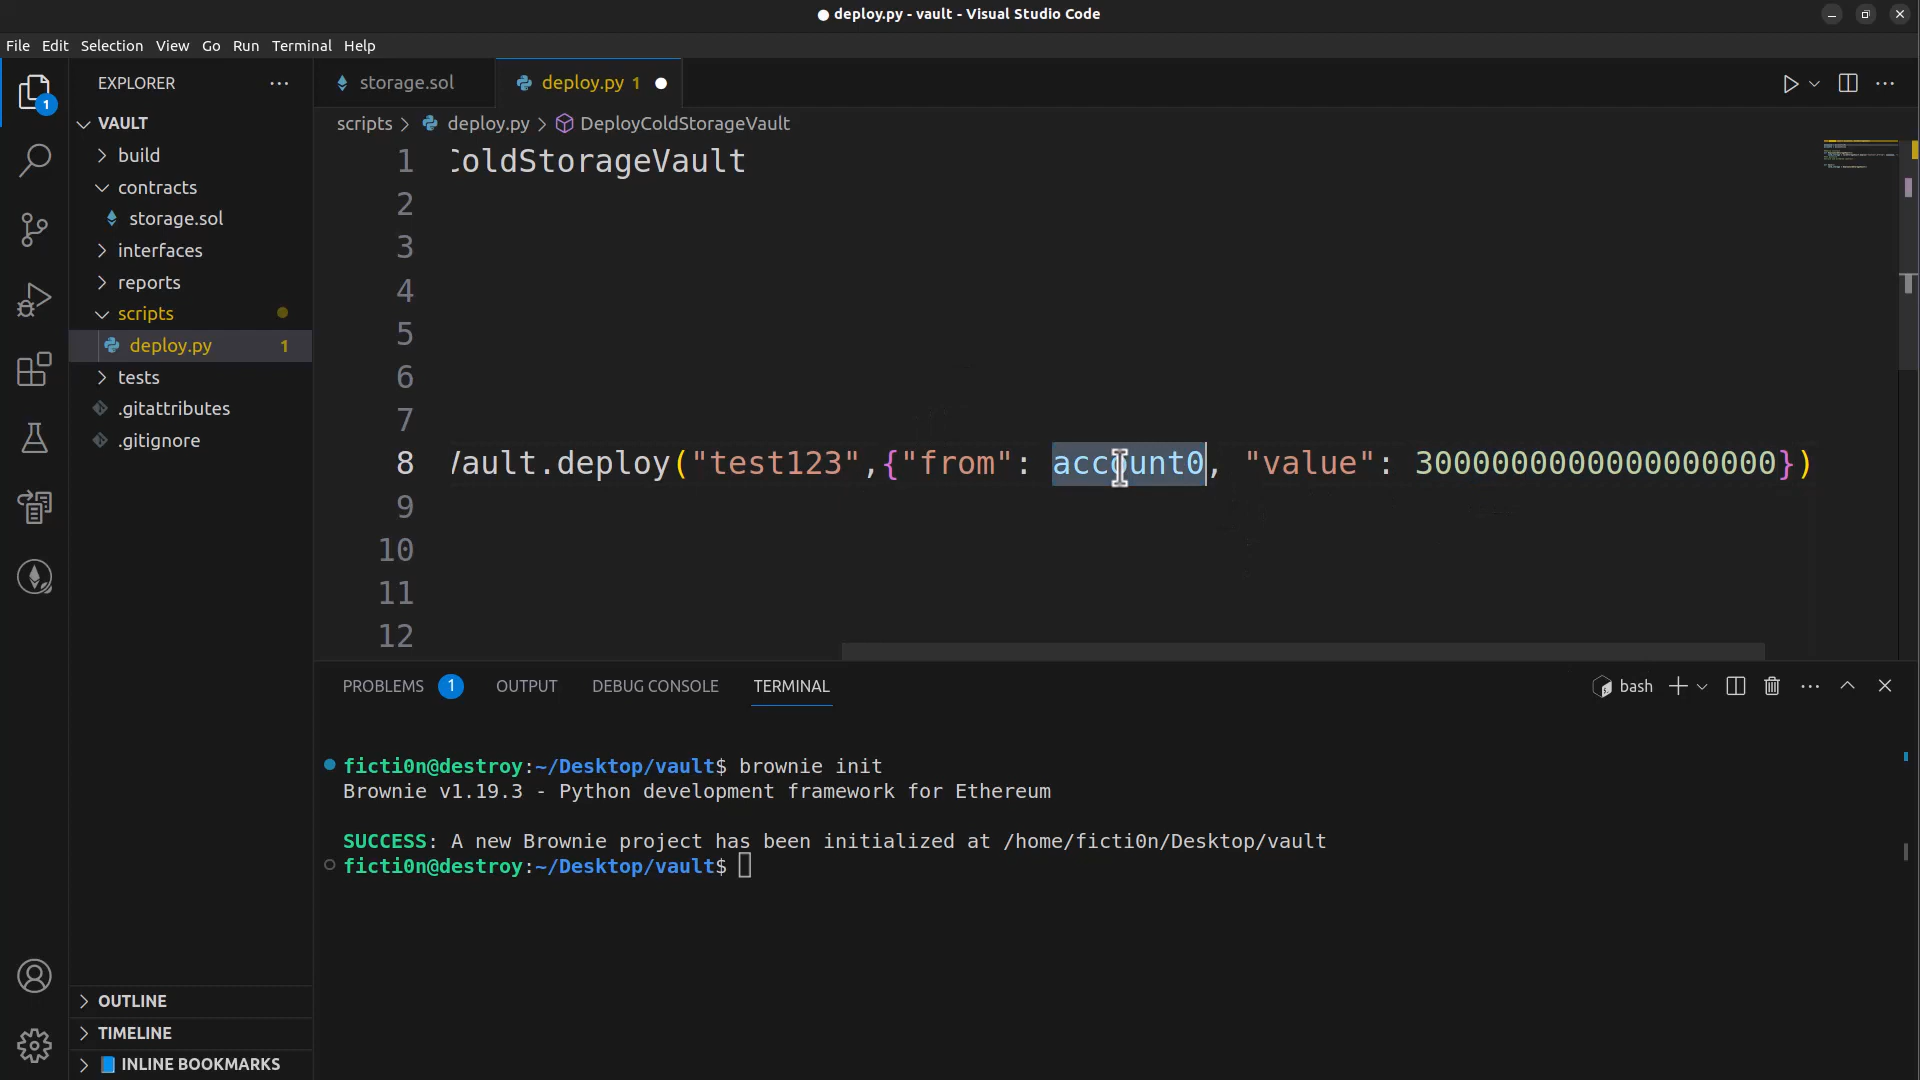 deploy.py - vault - Visual Studio Code
File Edit Selection View Go Run Terminal Help
EXPLORER
storage.sol
deploy.py 1
VAULT
scripts > deploy.py > DeployColdStorageVault
build
contracts
storage.sol
interfaces
reports
scripts
deploy.py 1
tests
.gitattributes
.gitignore
1
1 ColdStorageVault
2
3
4
5
6
7
8 Vault.deploy("test123",{"from": account0, "value": 3000000000000000000})
9
10
11
12
PROBLEMS 1 OUTPUT DEBUG CONSOLE TERMINAL
bash
ficti0n@destroy:~/Desktop/vault$ brownie init
Brownie v1.19.3 - Python development framework for Ethereum
SUCCESS: A new Brownie project has been initialized at /home/ficti0n/Desktop/vault
ficti0n@destroy:~/Desktop/vault$
OUTLINE
TIMELINE
INLINE BOOKMARKS